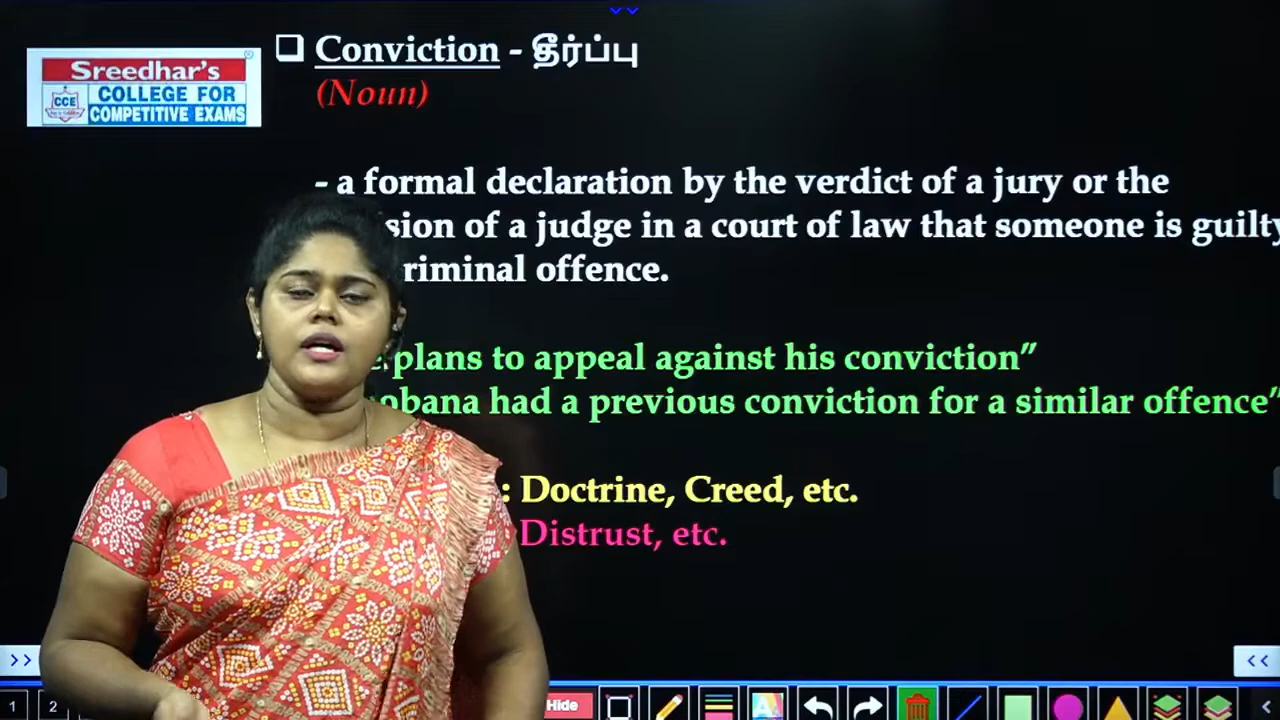 Sreedhar's
CCE
COLLEGE FOR
COMPETITIVE EXAMS
Conviction - தீர்ப்பு
(Noun)
- a formal declaration by the verdict of a jury or the
sion of a judge in a court of law that someone is guilty
riminal offence.
plans to appeal against his conviction”
obana had a previous conviction for a similar offence”
: Doctrine, Creed, etc.
Distrust, etc.
>>
<<
1 2
Hide